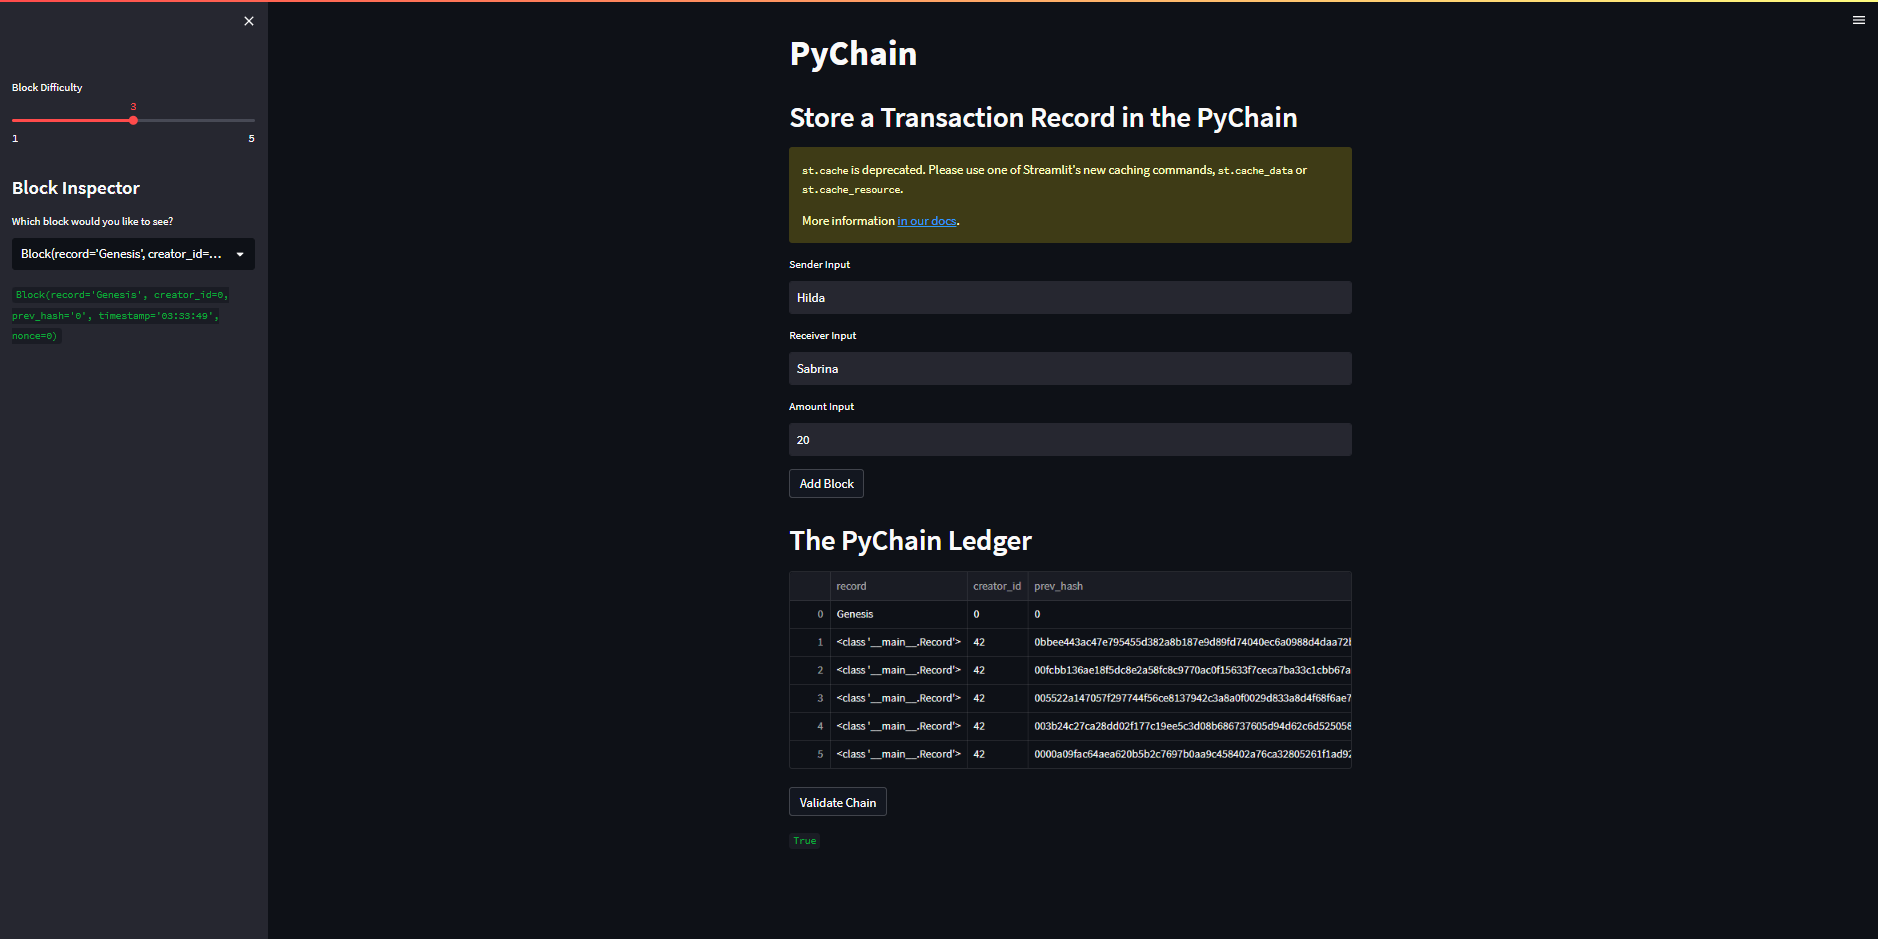 Block Difficulty
3
1 5
Block Inspector
Which block would you like to see?
Block(record='Genesis', creator_id=...
Block(record='Genesis', creator_id=0,
prev_hash='0', timestamp='03:33:49',
nonce=0)
PyChain
Store a Transaction Record in the PyChain
st.cache is deprecated. Please use one of Streamlit's new caching commands, st.cache_data or
st.cache_resource.
More information in our docs.
Sender Input
Hilda
Receiver Input
Sabrina
Amount Input
20
Add Block
The PyChain Ledger
record creator_id prev_hash
0 Genesis 0 0
1 <class '__main__.Record'> 42 0bbee443ac47e795455d382a8b187e9d89fd74040ec6a0988d4daa72b
2 <class '__main__.Record'> 42 00fcbb136ae18f5dc8e2a58fc8c9770ac0f15633f7ceca7ba33c1cbb67a
3 <class '__main__.Record'> 42 005522a147057f297744f56ce8137942c3a8a0f0029d833a8d4f68f6ae7
4 <class '__main__.Record'> 42 003b24c27ca28dd02f177c19ee5c3d08b686737605d94d62c6d525058
5 <class '__main__.Record'> 42 0000a09fac64aea620b5b2c7697b0aa9c458402a76ca32805261f1ad92
Validate Chain
True